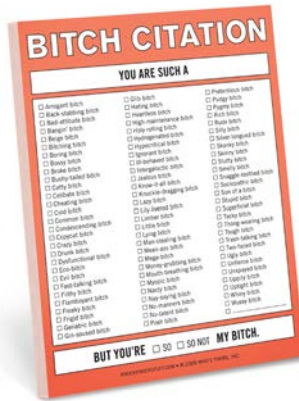 BITCH CITATION
YOU ARE SUCH A
Arrogant bitch
Back-stabbing bitch
Bad-attitude bitch
Bangin' bitch
Beige bitch
Bitching bitch
Boring bitch
Bossy bitch
Broke bitch
Bushy-tailed bitch
Catty bitch
Celibate bitch
Cheating bitch
Cold bitch
Common bitch
Condescending bitch
Copycat bitch
Crazy bitch
Drunk bitch
Dysfunctional bitch
Eco-bitch
Evil bitch
Fast-talking bitch
Filthy bitch
Flamboyant bitch
Freaky bitch
Frigid bitch
Geriatric bitch
Gin-soaked bitch
Glib bitch
Hating bitch
Heartless bitch
High-maintenance bitch
Holy-rolling bitch
Hydrogenated bitch
Hypocritical bitch
Ignorant bitch
Ill-behaved bitch
Intergalactic bitch
Jealous bitch
Know-it-all bitch
Knuckle-dragging bitch
Lazy bitch
Lily-livered bitch
Limber bitch
Little bitch
Lying bitch
Man-stealing bitch
Mean-ass bitch
Mega bitch
Money-grubbing bitch
Mouth-breathing bitch
Myopic bitch
Nasty bitch
Nay-saying bitch
No-manners bitch
No-talent bitch
Posh bitch
Pretentious bitch
Pudgy bitch
Pugny bitch
Rich bitch
Rude bitch
Silly bitch
Silver-tongued bitch
Skanky bitch
Skinny bitch
Slutty bitch
Smelly bitch
Snaggle-toothed bitch
Sociopathic bitch
Son of a bitch
Stupid bitch
Superficial bitch
Tacky bitch
Thong-wearing bitch
Tough bitch
Trash-talking bitch
Two-faced bitch
Ugly bitch
Unfunny bitch
Unspayed bitch
Uppity bitch
Uptight bitch
Whiny bitch
Wussy bitch
BUT YOU'RE SO SO NOT MY BITCH.